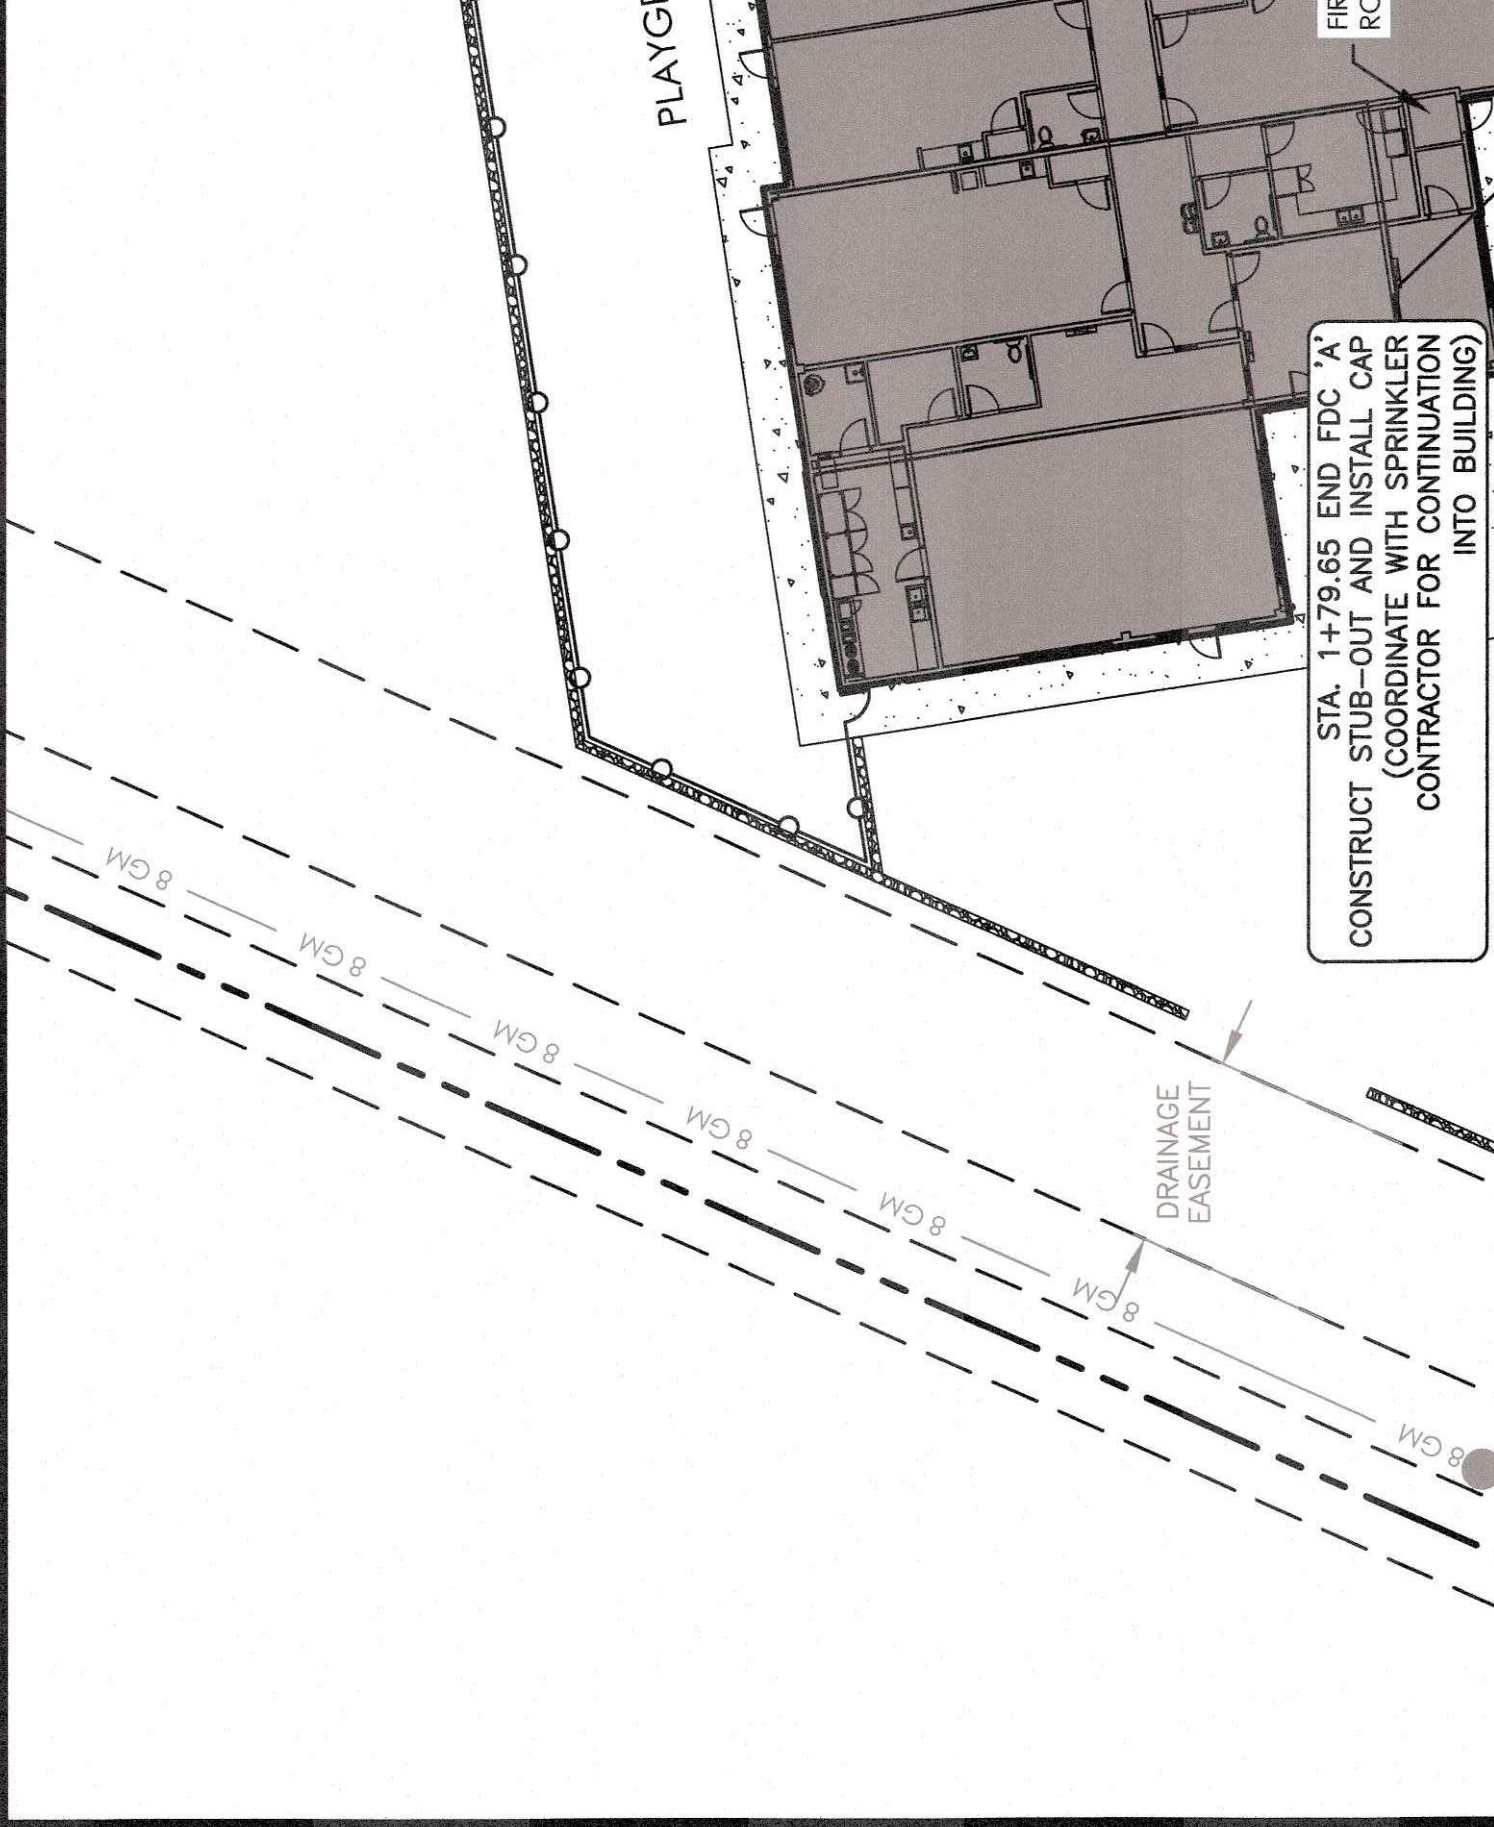 PLAYG
FIR
RO
STA. 1+79.65 END FDC 'A'
CONSTRUCT STUB-OUT AND INSTALL CAP
(COORDINATE WITH SPRINKLER
CONTRACTOR FOR CONTINUATION
INTO BUILDING)
DRAINAGE
EASEMENT
8 GM
8 GM
8 GM
8 GM
8 GM
8 GM
8 GM